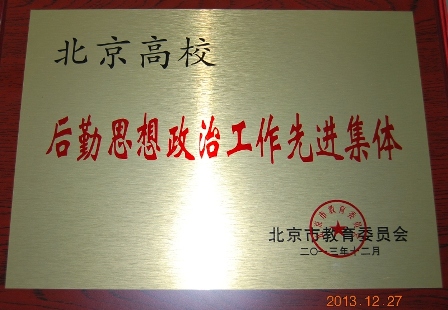 北京高校
后勤思想政治工作先进集体
北京市教育委员会
二〇一三年十二月
2013.12.27